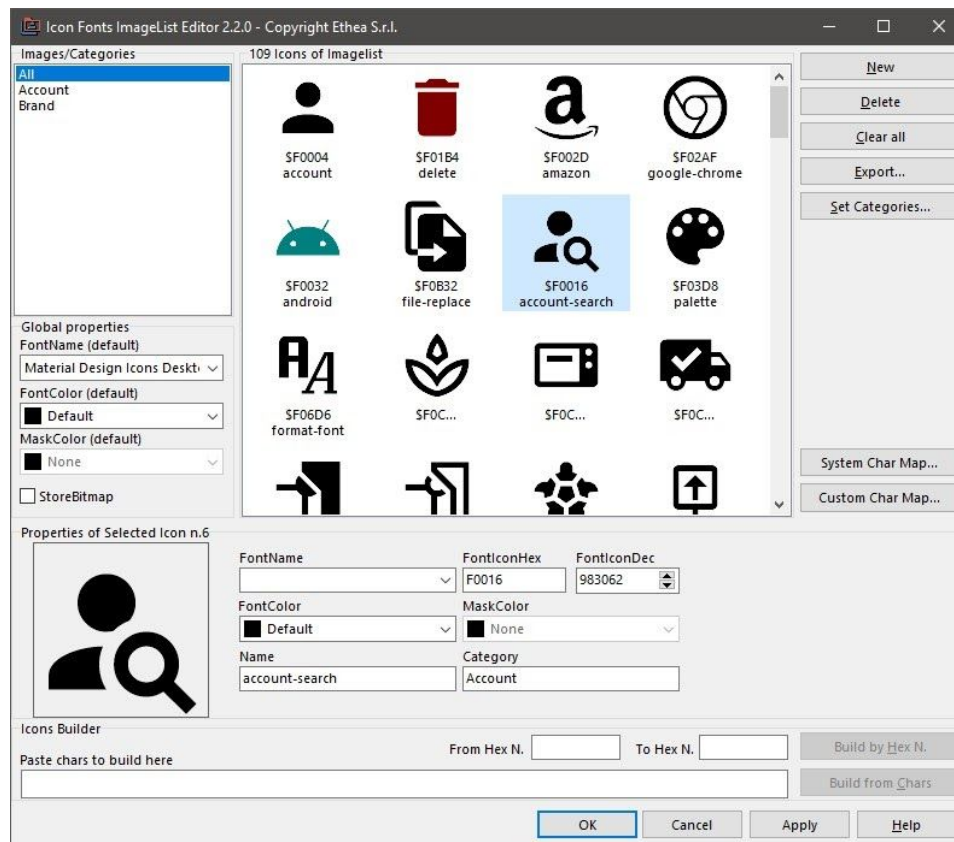 Icon Fonts ImageList Editor 2.2.0 - Copyright Ethea S.r.l.
Images/Categories
All
Account
Brand
109 Icons of Imagelist
$F0004
account
$F01B4
delete
$F002D
amazon
$F02AF
google-chrome
$F0032
android
$F0B32
file-replace
$F0016
account-search
$F03D8
palette
$F06D6
format-font
$F0C...
$F0C...
$F0C...
New
Delete
Clear all
Export...
Set Categories...
System Char Map...
Custom Char Map...
Global properties
FontName (default)
Material Design Icons Deskt
FontColor (default)
Default
MaskColor (default)
None
StoreBitmap
Properties of Selected Icon n.6
FontName
FontIconHex
FontIconDec
F0016
983062
FontColor
MaskColor
Default
None
Name
Category
account-search
Account
Icons Builder
From Hex N.
To Hex N.
Build by Hex N.
Paste chars to build here
Build from Chars
OK
Cancel
Apply
Help